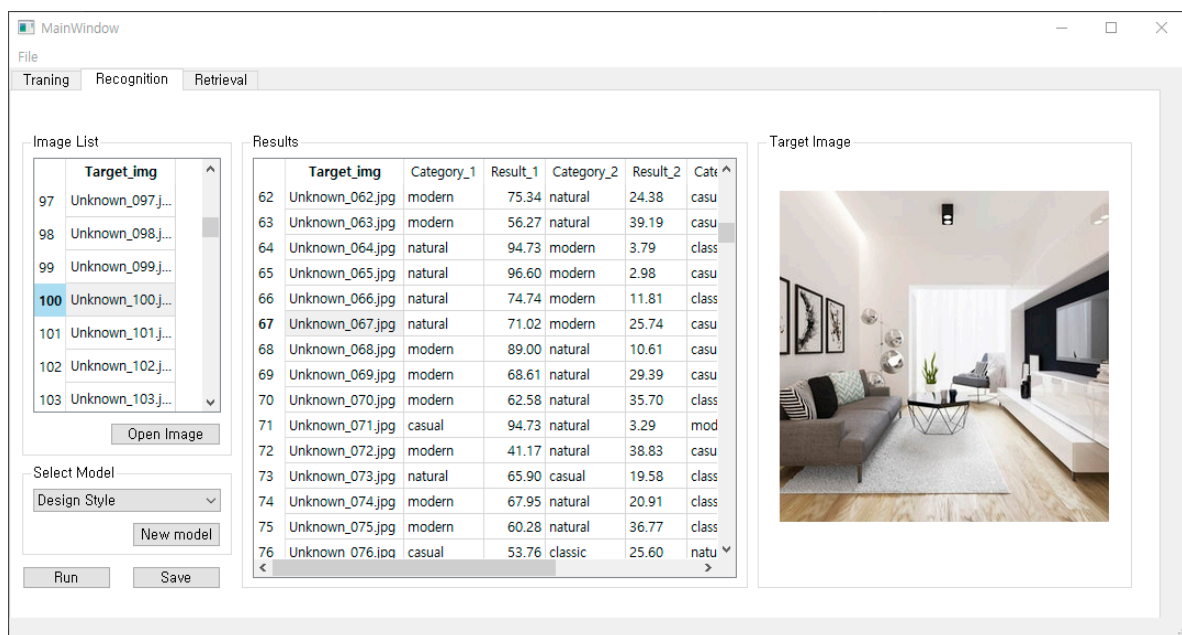 MainWindow
File
Traning Recognition Retrieval
Image List
Target_img
97 Unknown_097.j...
98 Unknown_098.j...
99 Unknown_099.j...
100 Unknown_100.j...
101 Unknown_101.j...
102 Unknown_102.j...
103 Unknown_103.j...
Open Image
Select Model
Design Style
New model
Run Save
Results
Target_img Category_1 Result_1 Category_2 Result_2 Cate
62 Unknown_062.jpg modern 75.34 natural 24.38 casu
63 Unknown_063.jpg modern 56.27 natural 39.19 casu
64 Unknown_064.jpg natural 94.73 modern 3.79 class
65 Unknown_065.jpg natural 96.60 modern 2.98 casu
66 Unknown_066.jpg natural 74.74 modern 11.81 class
67 Unknown_067.jpg natural 71.02 modern 25.74 casu
68 Unknown_068.jpg modern 89.00 natural 10.61 casu
69 Unknown_069.jpg modern 68.61 natural 29.39 casu
70 Unknown_070.jpg modern 62.58 natural 35.70 class
71 Unknown_071.jpg casual 94.73 natural 3.29 mod
72 Unknown_072.jpg modern 41.17 natural 38.83 casu
73 Unknown_073.jpg natural 65.90 casual 19.58 class
74 Unknown_074.jpg modern 67.95 natural 20.91 class
75 Unknown_075.jpg modern 60.28 natural 36.77 class
76 Unknown_076.jpg casual 53.76 classic 25.60 natu
Target Image